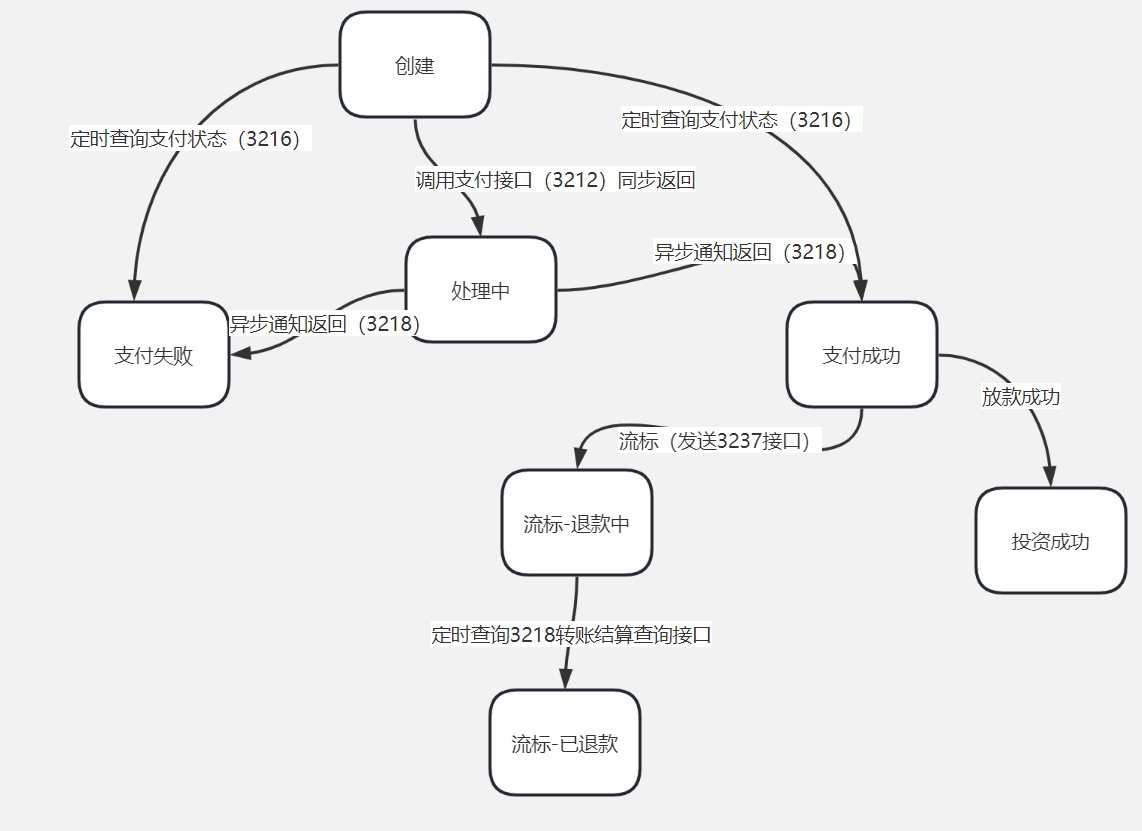 创建
定时查询支付状态（3216）
定时查询支付状态（3216）
调用支付接口（3212）同步返回
异步通知返回（3218）
处理中
异步通知返回（3218）
支付失败
支付成功
放款成功
流标（发送3237接口）
流标-退款中
投资成功
定时查询3218转账结算查询接口
流标-已退款